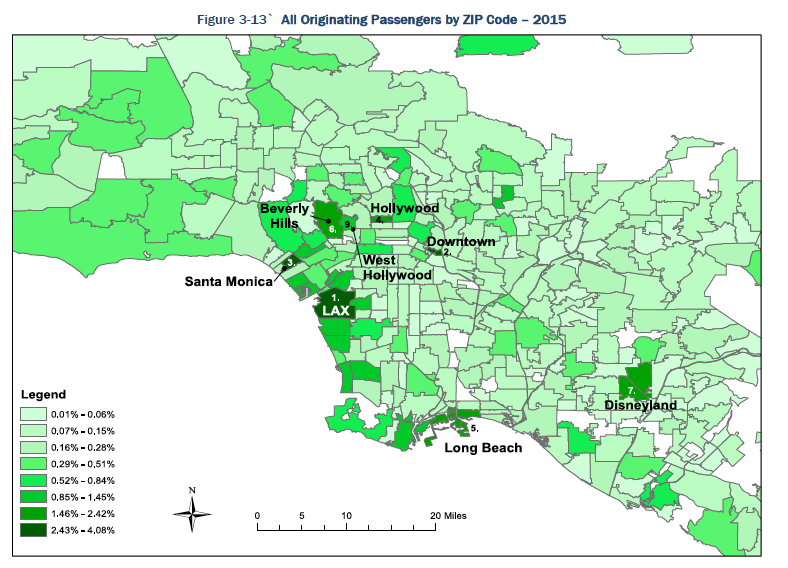 Figure 3-13` All Originating Passengers by ZIP Code – 2015
Beverly
Hills
6.
9.
Hollywood
4.
Downtown
2.
West
Hollywood
Santa Monica
3.
1.
LAX
7.
Disneyland
5.
Long Beach
Legend
0.01% – 0.06%
0.07% – 0.15%
0.16% – 0.28%
0.29% – 0.51%
0.52% – 0.84%
0.85% – 1.45%
1.46% – 2.42%
2.43% – 4.08%
N
0 5 10 20 Miles